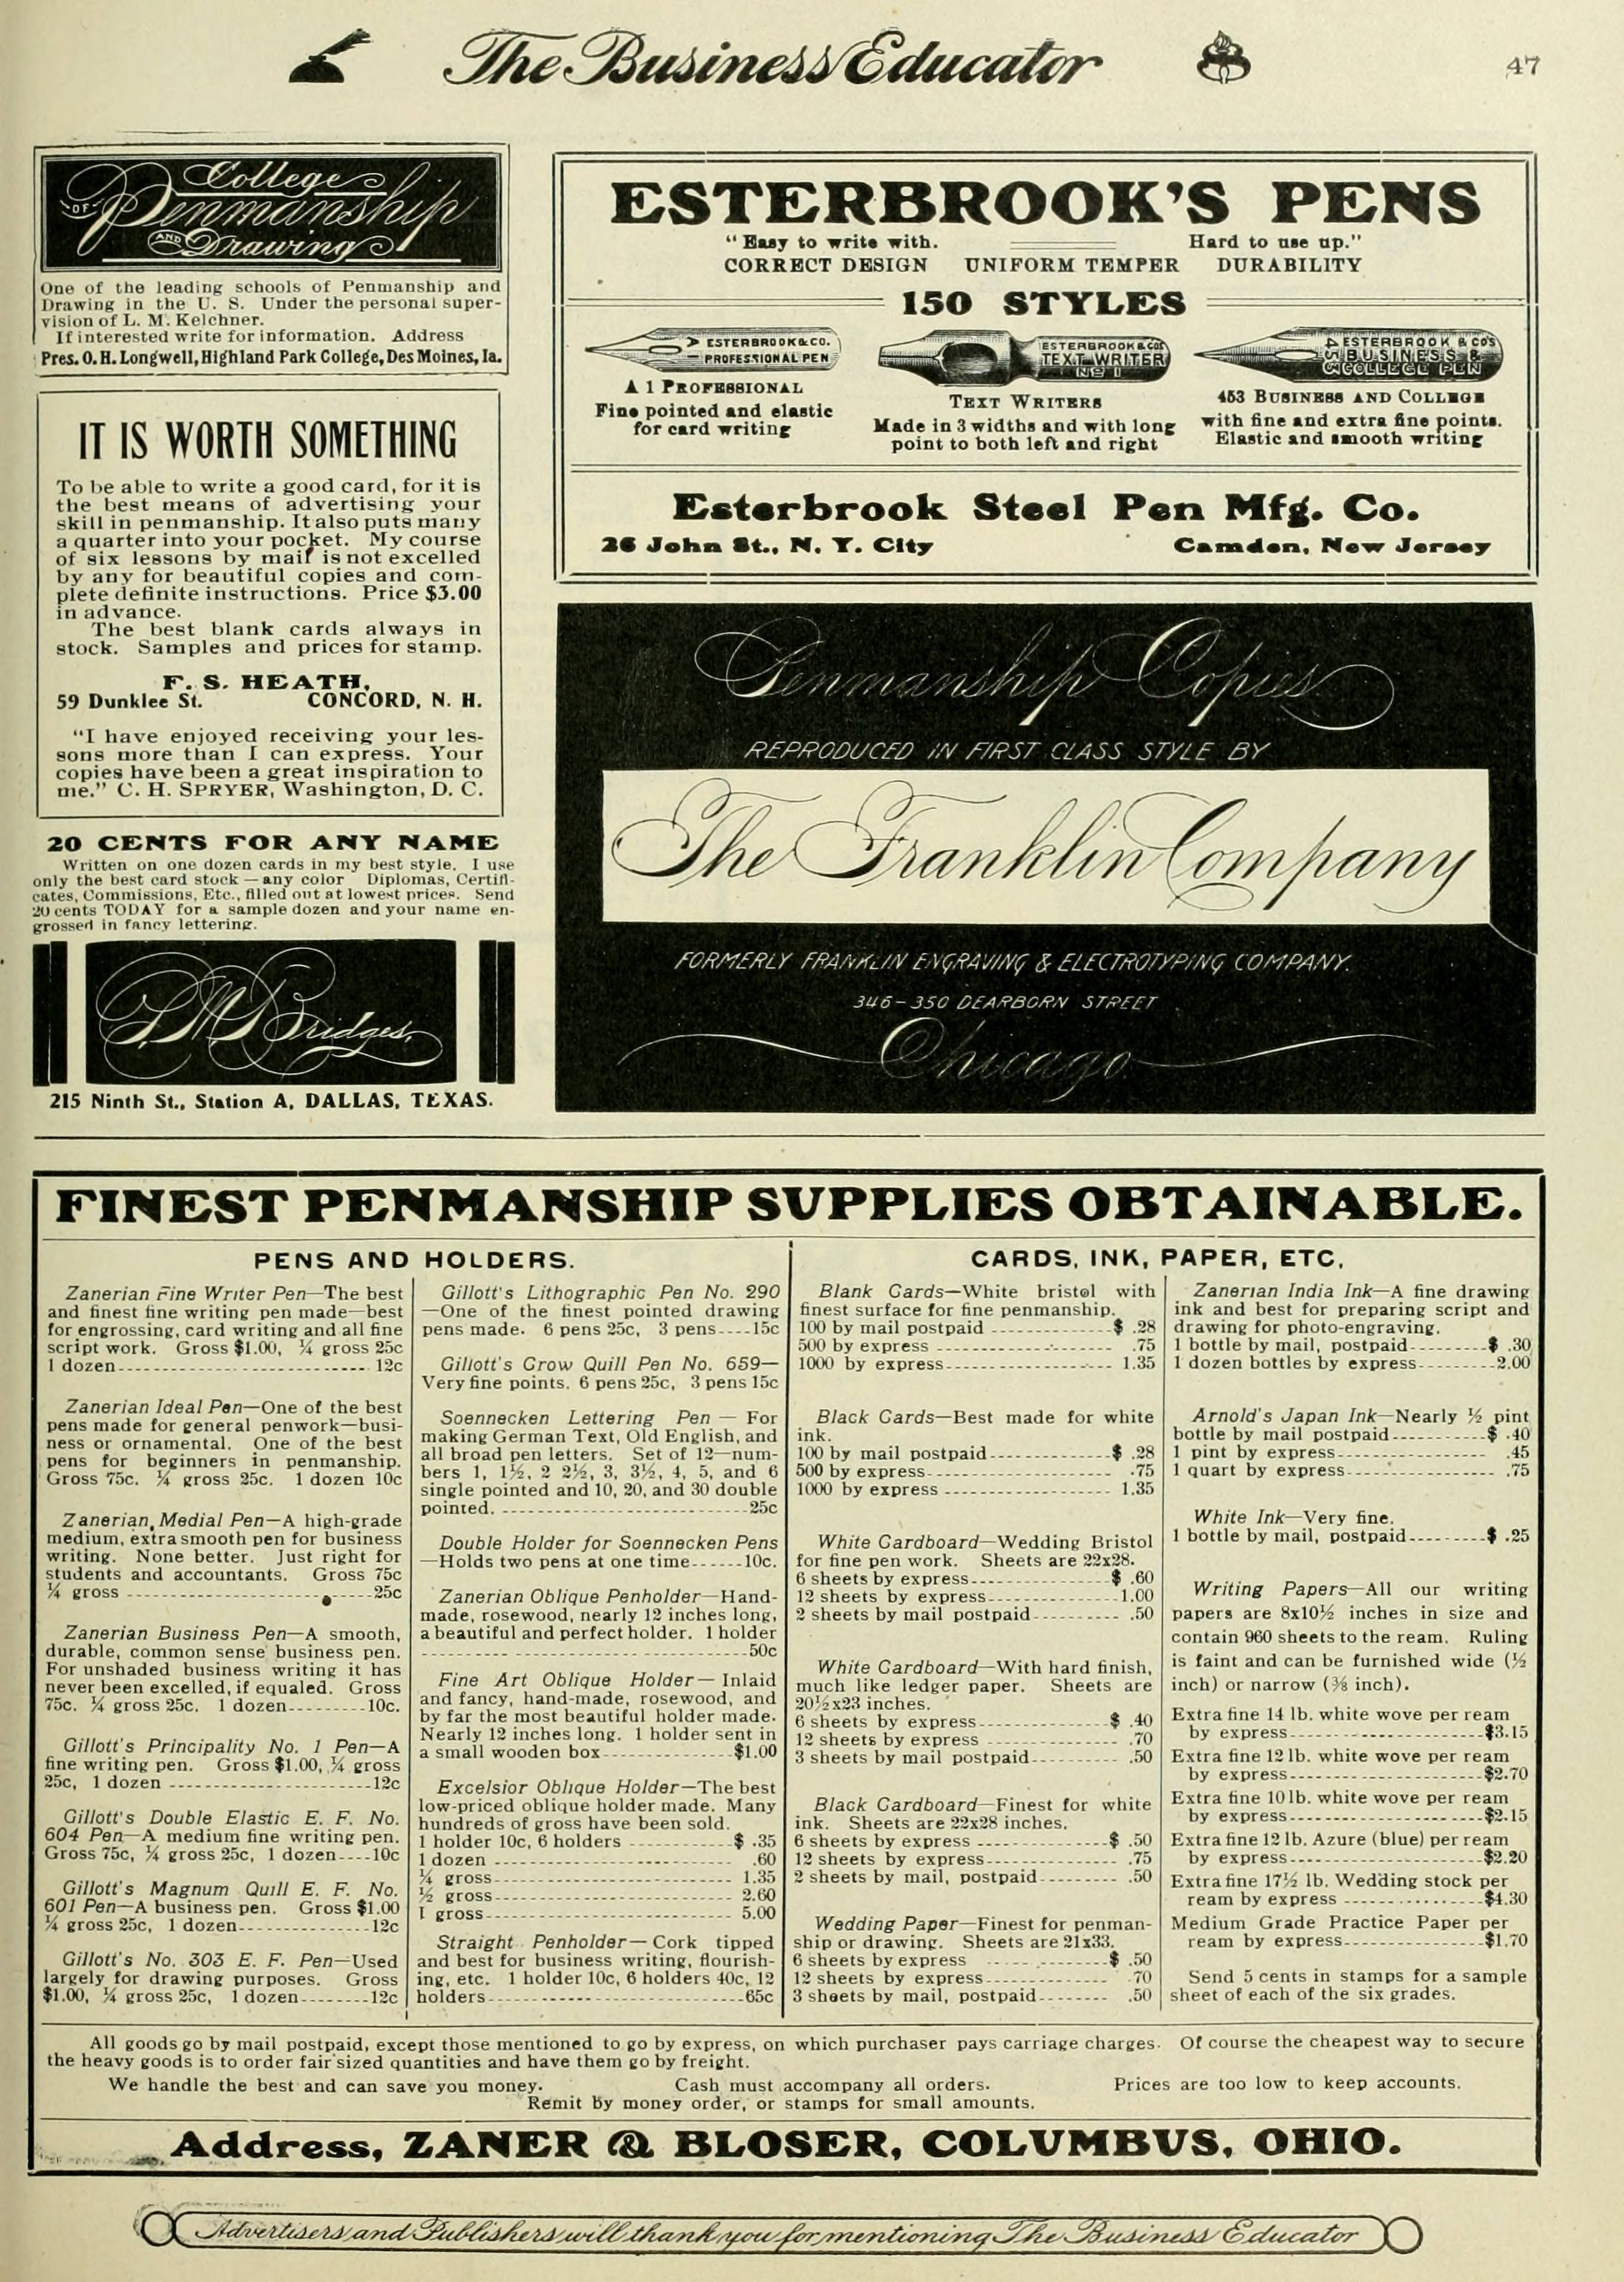 The Business Educator
47
College
OF Penmanship
AND Drawing
One of the leading schools of Penmanship and
Drawing in the U. S. Under the personal super-
vision of L. M. Kelchner.
If interested write for information. Address
Pres. O. H. Longwell, Highland Park College, Des Moines, Ia.
IT IS WORTH SOMETHING
To be able to write a good card, for it is
the best means of advertising your
skill in penmanship. It also puts many
a quarter into your pocket. My course
of six lessons by mail is not excelled
by any for beautiful copies and com-
plete definite instructions. Price $3.00
in advance.
The best blank cards always in
stock. Samples and prices for stamp.
F. S. HEATH,
59 Dunklee St. CONCORD, N. H.
"I have enjoyed receiving your les-
sons more than I can express. Your
copies have been a great inspiration to
me." C. H. SPRYER, Washington, D. C.
20 CENTS FOR ANY NAME
Written on one dozen cards in my best style. I use
only the best card stock—any color Diplomas, Certifi-
cates, Commissions, Etc., filled out at lowest prices. Send
20 cents TODAY for a sample dozen and your name en-
grossed in fancy lettering.
Bridges.
215 Ninth St., Station A, DALLAS, TEXAS.
ESTERBROOK'S PENS
"Easy to write with. Hard to use up."
CORRECT DESIGN UNIFORM TEMPER DURABILITY
150 STYLES
ESTERBROOK & CO.
PROFESSIONAL PEN
A 1 PROFESSIONAL
Fine pointed and elastic
for card writing
ESTERBROOK & CO'S
TEXT WRITER
No 1
TEXT WRITERS
Made in 3 widths and with long
point to both left and right
ESTERBROOK & CO'S
BUSINESS &
COLLEGE PEN
453 BUSINESS AND COLLEGE
with fine and extra fine points.
Elastic and smooth writing
Esterbrook Steel Pen Mfg. Co.
26 John St., N. Y. City Camden, New Jersey
Penmanship Copies
REPRODUCED IN FIRST CLASS STYLE BY
The Franklin Company
FORMERLY FRANKLIN ENGRAVING & ELECTROTYPING COMPANY.
346-350 DEARBORN STREET
Chicago
FINEST PENMANSHIP SUPPLIES OBTAINABLE.
PENS AND HOLDERS.
Zanerian Fine Writer Pen—The best
and finest fine writing pen made—best
for engrossing, card writing and all fine
script work. Gross $1.00, ¼ gross 25c
1 dozen 12c
Zanerian Ideal Pen—One of the best
pens made for general penwork—busi-
ness or ornamental. One of the best
pens for beginners in penmanship.
Gross 75c. ¼ gross 25c. 1 dozen 10c
Zanerian Medial Pen—A high-grade
medium, extra smooth pen for business
writing. None better. Just right for
students and accountants. Gross 75c
¼ gross 25c
Zanerian Business Pen—A smooth,
durable, common sense business pen.
For unshaded business writing it has
never been excelled, if equaled. Gross
75c. ¼ gross 25c. 1 dozen 10c.
Gillott's Principality No. 1 Pen—A
fine writing pen. Gross $1.00, ¼ gross
25c, 1 dozen 12c
Gillott's Double Elastic E. F. No.
604 Pen—A medium fine writing pen.
Gross 75c, ¼ gross 25c, 1 dozen 10c
Gillott's Magnum Quill E. F. No.
601 Pen—A business pen. Gross $1.00
¼ gross 25c, 1 dozen 12c
Gillott's No. 303 E. F. Pen—Used
largely for drawing purposes. Gross
$1.00, ¼ gross 25c, 1 dozen 12c
Gillott's Lithographic Pen No. 290
—One of the finest pointed drawing
pens made. 6 pens 25c, 3 pens 15c
Gillott's Crow Quill Pen No. 659—
Very fine points. 6 pens 25c, 3 pens 15c
Soennecken Lettering Pen — For
making German Text, Old English, and
all broad pen letters. Set of 12—num-
bers 1, 1½, 2 2½, 3, 3½, 4, 5, and 6
single pointed and 10, 20, and 30 double
pointed. 25c
Double Holder for Soennecken Pens
—Holds two pens at one time 10c.
Zanerian Oblique Penholder—Hand-
made, rosewood, nearly 12 inches long,
a beautiful and perfect holder. 1 holder
50c
Fine Art Oblique Holder— Inlaid
and fancy, hand-made, rosewood, and
by far the most beautiful holder made.
Nearly 12 inches long. 1 holder sent in
a small wooden box $1.00
Excelsior Oblique Holder—The best
low-priced oblique holder made. Many
hundreds of gross have been sold.
1 holder 10c, 6 holders $ .35
1 dozen .60
¼ gross 1.35
½ gross 2.60
1 gross 5.00
Straight Penholder— Cork tipped
and best for business writing, flourish-
ing, etc. 1 holder 10c, 6 holders 40c, 12
holders 65c
CARDS, INK, PAPER, ETC.
Blank Cards—White bristol with
finest surface for fine penmanship.
100 by mail postpaid $ .28
500 by express .75
1000 by express 1.35
Black Cards—Best made for white
ink.
100 by mail postpaid $ .28
500 by express .75
1000 by express 1.35
White Cardboard—Wedding Bristol
for fine pen work. Sheets are 22x28.
6 sheets by express $ .60
12 sheets by express 1.00
2 sheets by mail postpaid .50
White Cardboard—With hard finish,
much like ledger paper. Sheets are
20½x23 inches.
6 sheets by express $ .40
12 sheets by express .70
3 sheets by mail postpaid .50
Black Cardboard—Finest for white
ink. Sheets are 22x28 inches.
6 sheets by express $ .50
12 sheets by express .75
2 sheets by mail, postpaid .50
Wedding Paper—Finest for penman-
ship or drawing. Sheets are 21x33.
6 sheets by express $ .50
12 sheets by express .70
3 sheets by mail, postpaid .50
Zanerian India Ink—A fine drawing
ink and best for preparing script and
drawing for photo-engraving.
1 bottle by mail, postpaid $ .30
1 dozen bottles by express 2.00
Arnold's Japan Ink—Nearly ½ pint
bottle by mail postpaid $ .40
1 pint by express .45
1 quart by express .75
White Ink—Very fine.
1 bottle by mail, postpaid $ .25
Writing Papers—All our writing
papers are 8x10½ inches in size and
contain 960 sheets to the ream. Ruling
is faint and can be furnished wide (½
inch) or narrow (⅜ inch).
Extra fine 14 lb. white wove per ream
by express $3.15
Extra fine 12 lb. white wove per ream
by express $2.70
Extra fine 10 lb. white wove per ream
by express $2.15
Extra fine 12 lb. Azure (blue) per ream
by express $2.20
Extra fine 17½ lb. Wedding stock per
ream by express $4.30
Medium Grade Practice Paper per
ream by express $1.70
Send 5 cents in stamps for a sample
sheet of each of the six grades.
All goods go by mail postpaid, except those mentioned to go by express, on which purchaser pays carriage charges. Of course the cheapest way to secure
the heavy goods is to order fair sized quantities and have them go by freight.
We handle the best and can save you money. Cash must accompany all orders. Prices are too low to keep accounts.
Remit by money order, or stamps for small amounts.
Address, ZANER & BLOSER, COLUMBUS, OHIO.
Advertisers and Publishers will thank you for mentioning The Business Educator